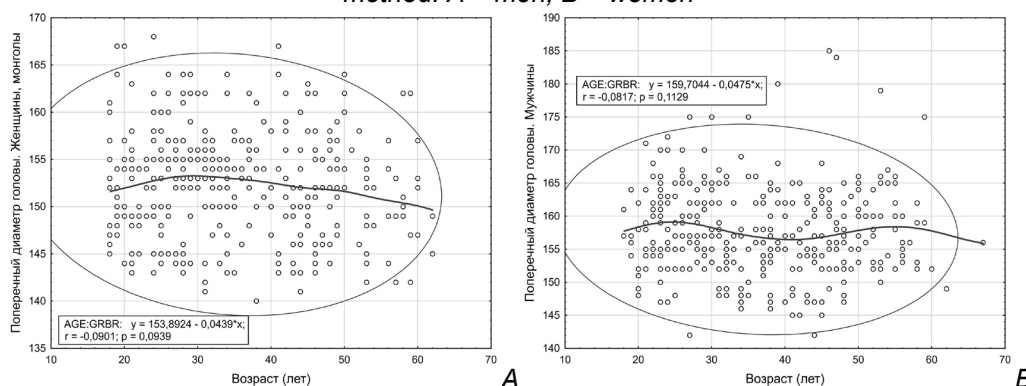 method. A – men; B – women
170
165
160
155
150
145
140
135
Поперечный диаметр головы. Женщины, монголы
AGE:GRBR: y = 153,8924 - 0,0439*x;
r = -0,0901; p = 0,0939
10 20 30 40 50 60 70
Возраст (лет)
A
190
185
180
175
170
165
160
155
150
145
140
Поперечный диаметр головы. Мужчины
AGE:GRBR: y = 159,7044 - 0,0475*x;
r = -0,0817; p = 0,1129
10 20 30 40 50 60 70
Возраст (лет)